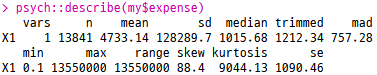 > psych::describe(my$expense)
vars n mean sd median trimmed mad
X1 1 13841 4733.14 128289.7 1015.68 1212.34 757.28
min max range skew kurtosis se
X1 0.1 13550000 13550000 88.4 9044.13 1090.46